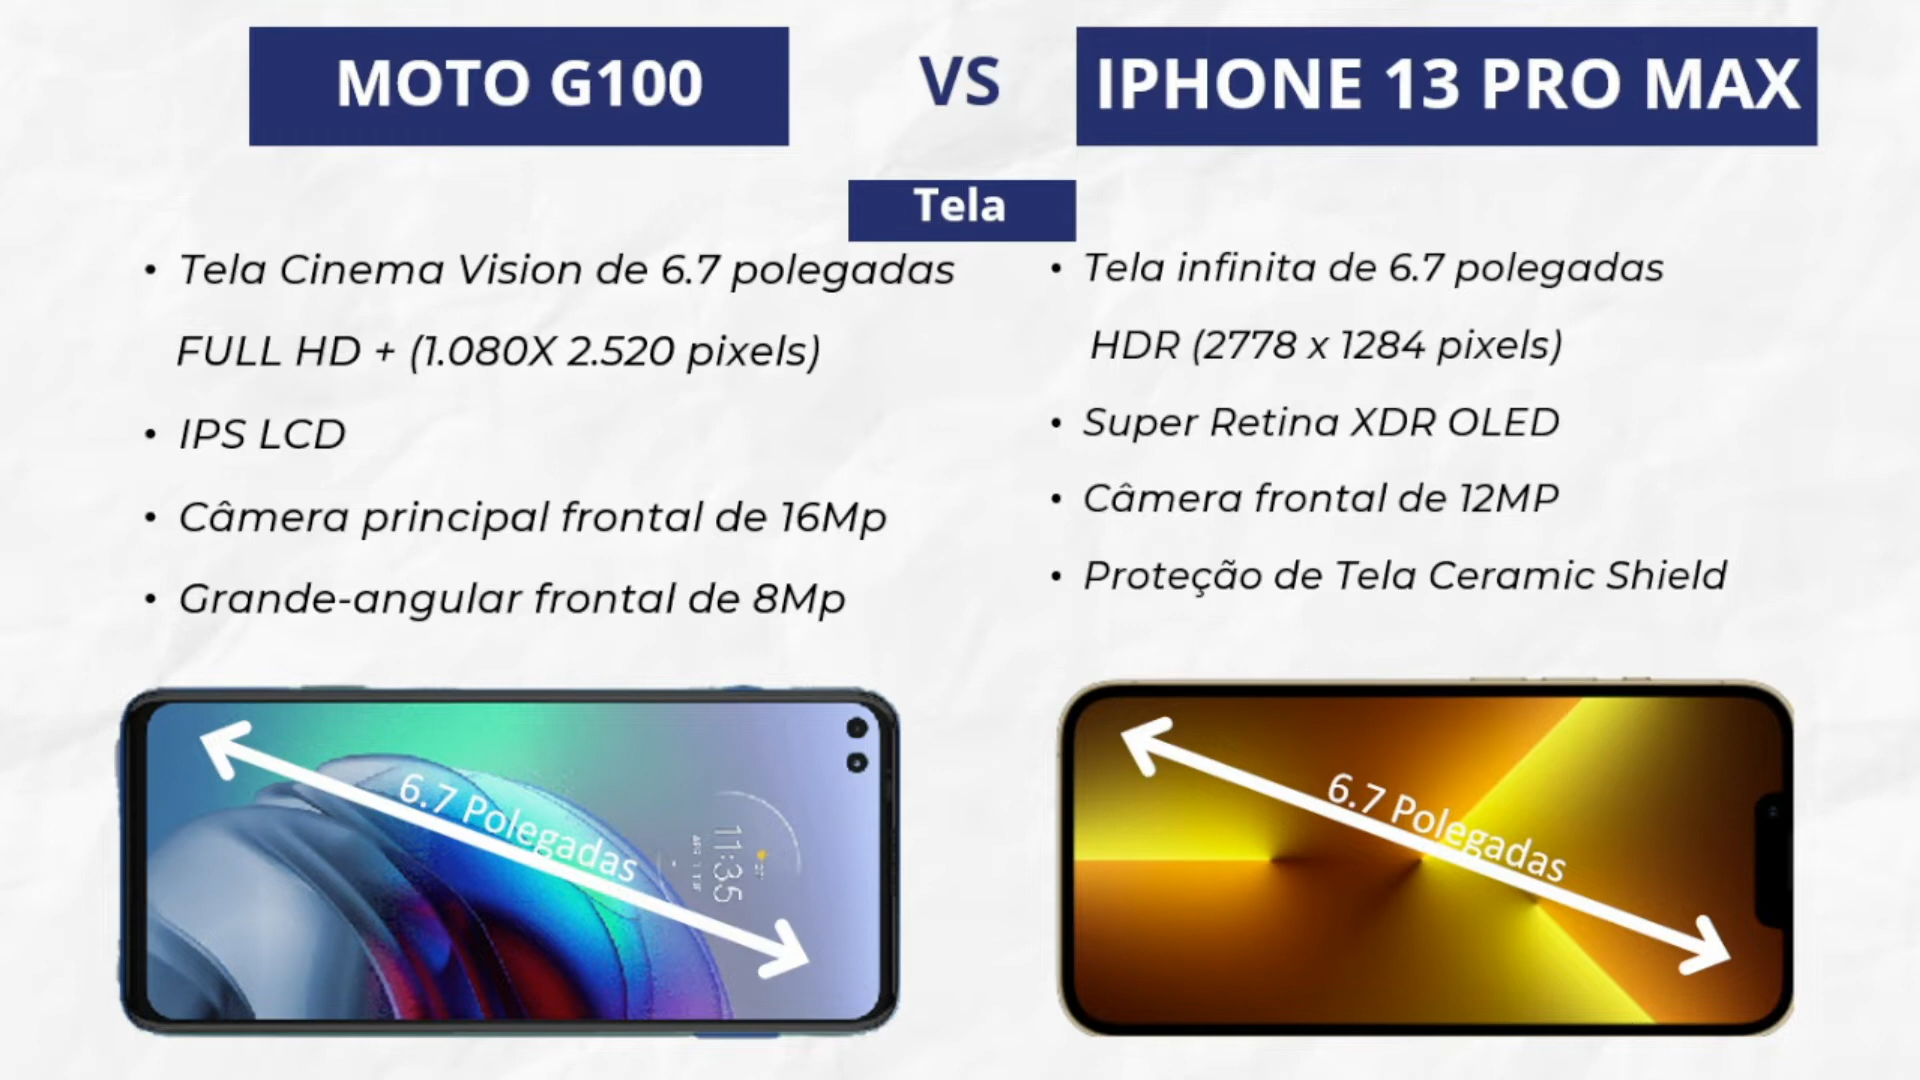 MOTO G100
VS
IPHONE 13 PRO MAX
Tela
• Tela Cinema Vision de 6.7 polegadas
FULL HD + (1.080X 2.520 pixels)
• IPS LCD
• Câmera principal frontal de 16Mp
• Grande-angular frontal de 8Mp
• Tela infinita de 6.7 polegadas
HDR (2778 x 1284 pixels)
• Super Retina XDR OLED
• Câmera frontal de 12MP
• Proteção de Tela Ceramic Shield
6.7 Polegadas
11:35
6.7 Polegadas